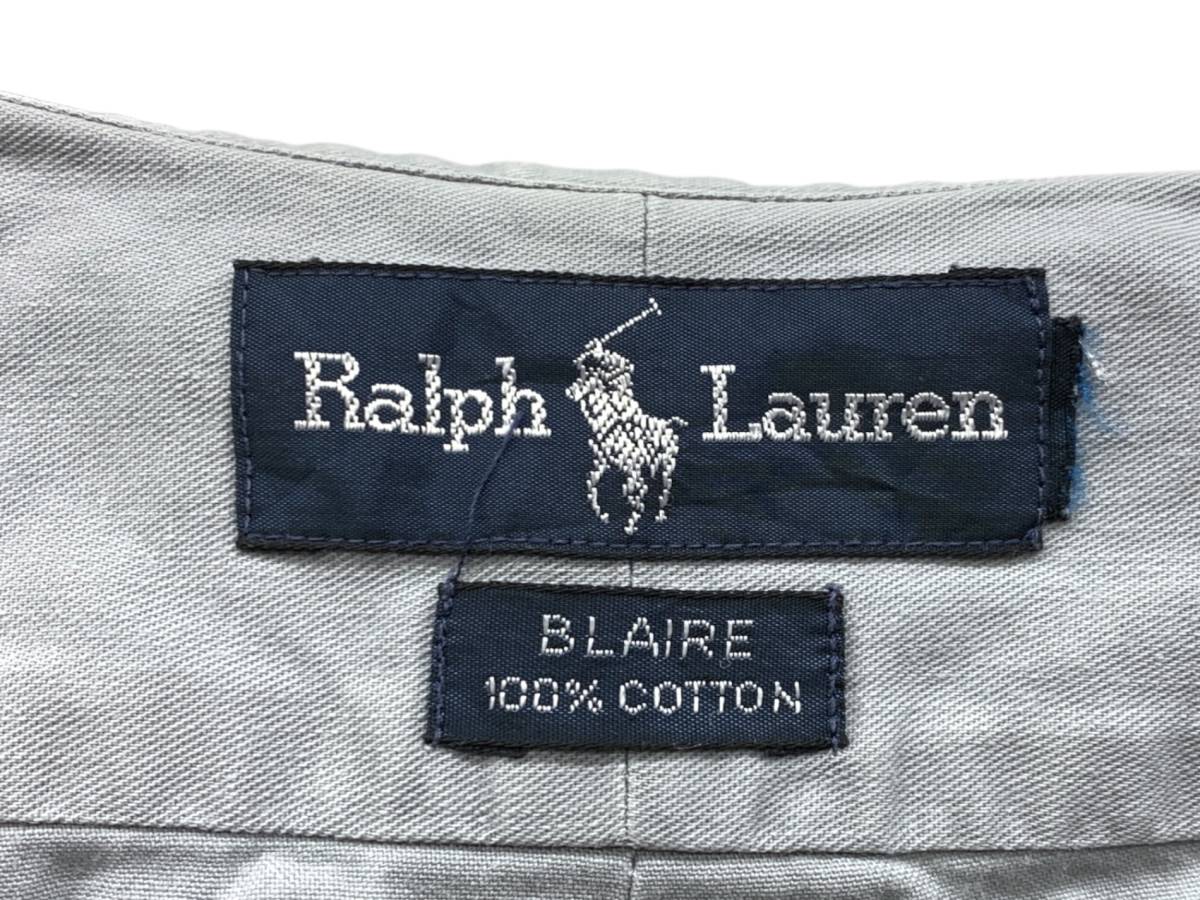 Ralph Lauren
BLAIRE
100% COTTON